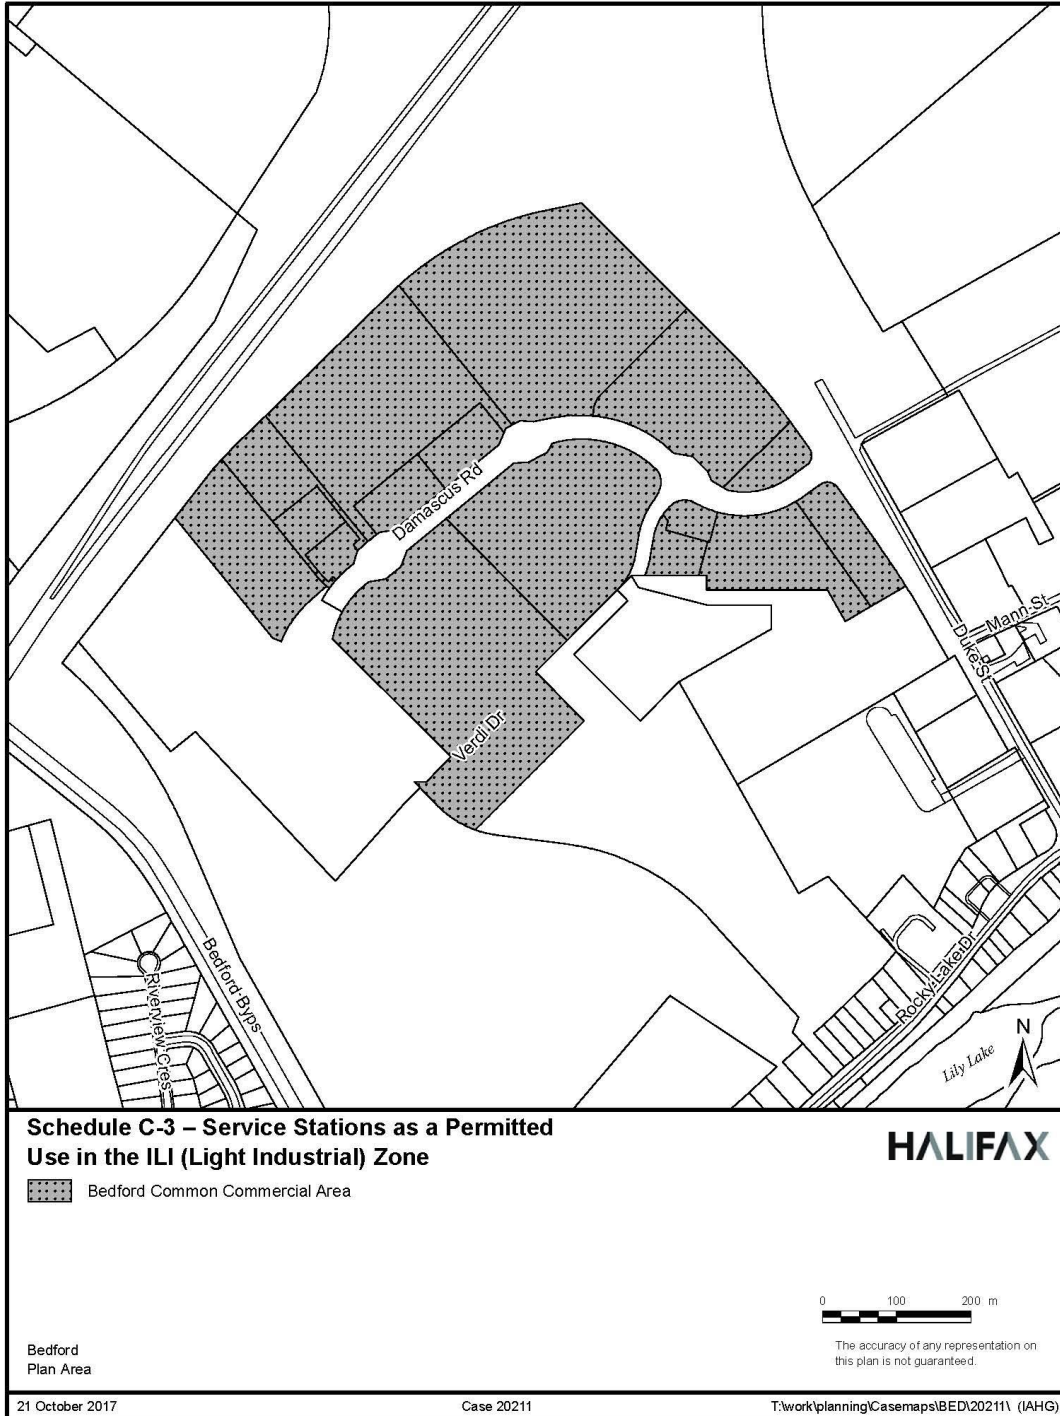 Damascus Rd
Verdi Dr
Mann St
Duke St
Bedford Byps
Riverview Cres
Rocky Lake Dr
Lily Lake
N
Schedule C-3 – Service Stations as a Permitted
Use in the ILI (Light Industrial) Zone
HALIFAX
Bedford Common Commercial Area
0 100 200 m
The accuracy of any representation on
this plan is not guaranteed.
Bedford
Plan Area
21 October 2017 Case 20211 T:\work\planning\Casemaps\BED\20211\ (IAHG)